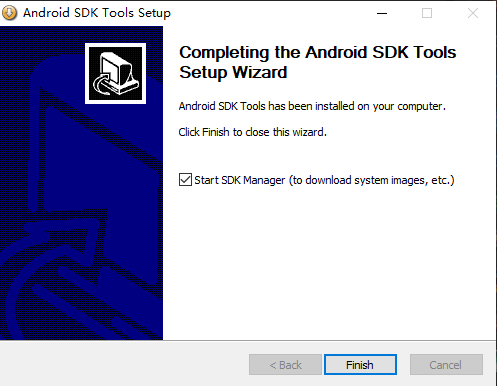 Android SDK Tools Setup
Completing the Android SDK Tools
Setup Wizard
Android SDK Tools has been installed on your computer.
Click Finish to close this wizard.
Start SDK Manager (to download system images, etc.)
< Back
Finish
Cancel